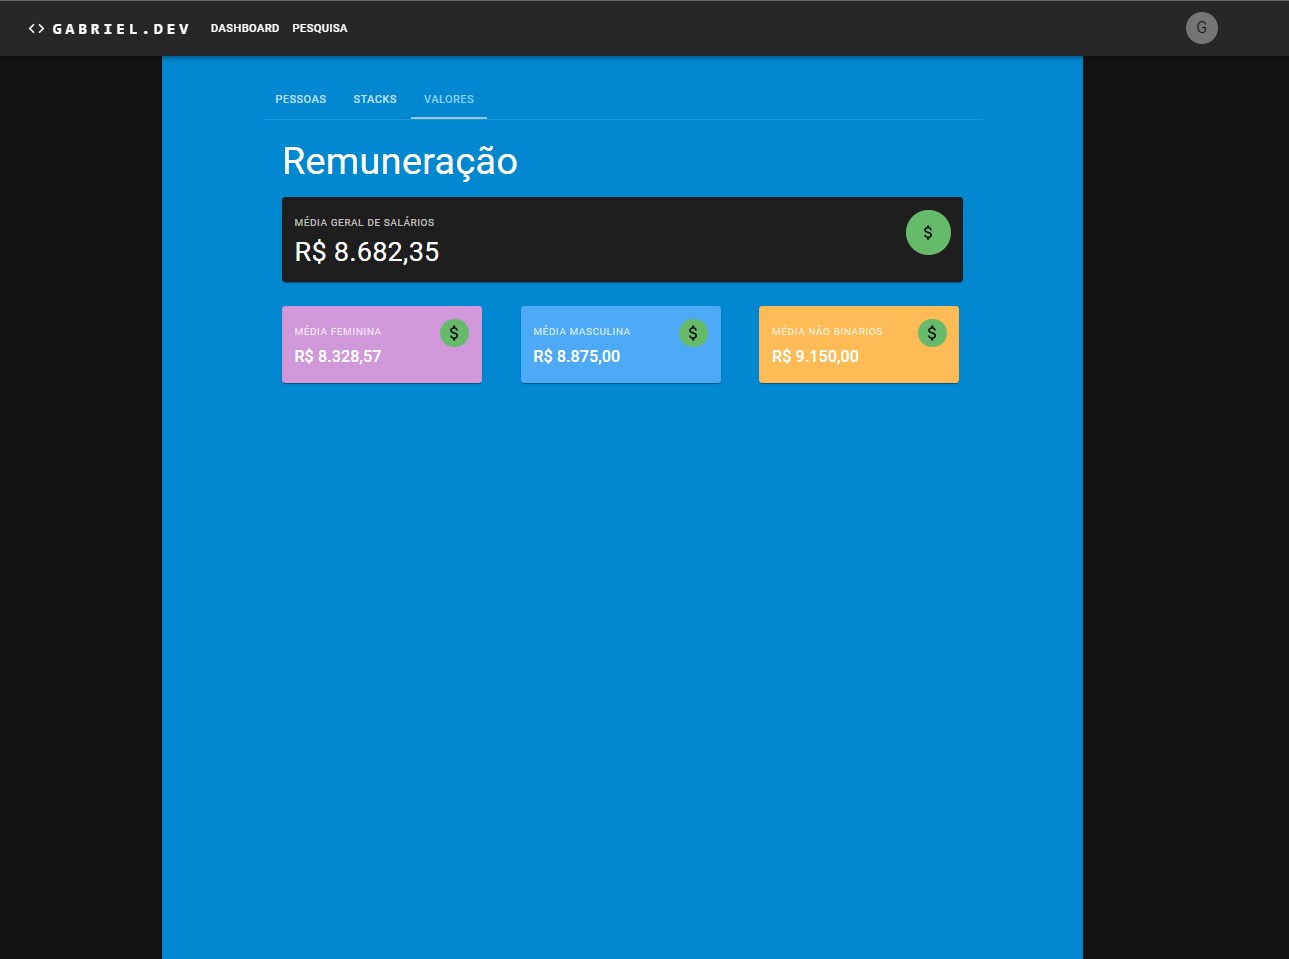 <> GABRIEL.DEV DASHBOARD PESQUISA G
PESSOAS STACKS VALORES
Remuneração
MÉDIA GERAL DE SALÁRIOS
R$ 8.682,35
$
MÉDIA FEMININA
R$ 8.328,57
$
MÉDIA MASCULINA
R$ 8.875,00
$
MÉDIA NÃO BINARIOS
R$ 9.150,00
$